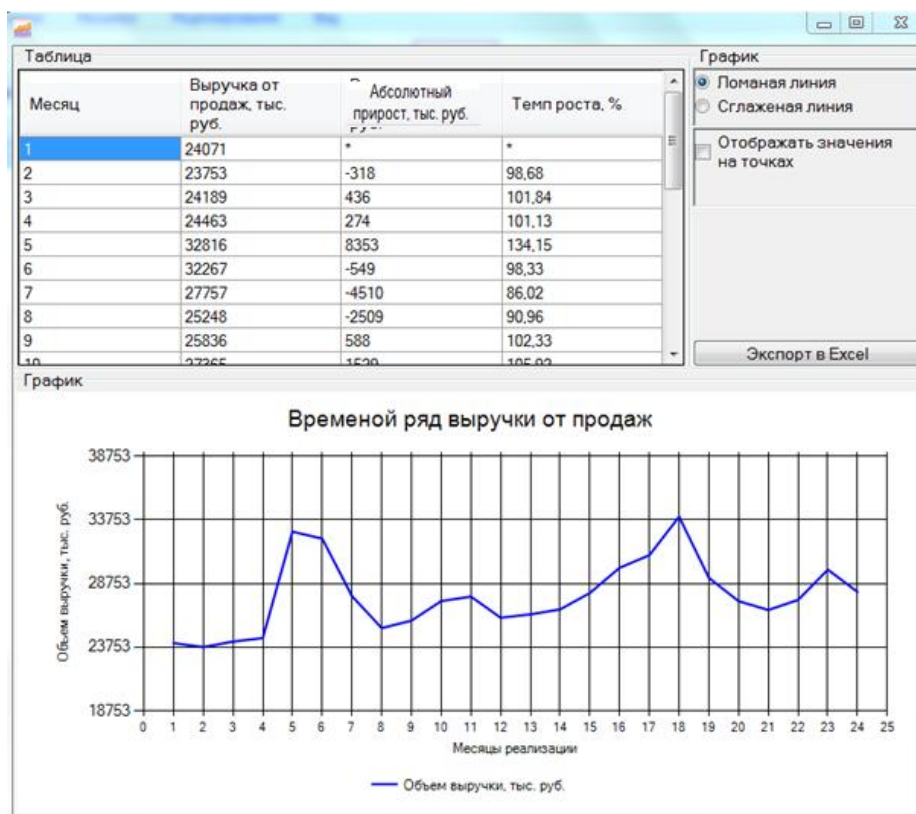 Таблица
Месяц
Выручка от
продаж, тыс.
руб.
Абсолютный
прирост, тыс. руб.
Темп роста, %
1 24071 * *
2 23753 -318 98,68
3 24189 436 101,84
4 24463 274 101,13
5 32816 8353 134,15
6 32267 -549 98,33
7 27757 -4510 86,02
8 25248 -2509 90,96
9 25836 588 102,33
10 27365 1529 105,92
График
Ломаная линия
Сглаженая линия
Отображать значения
на точках
Экспорт в Excel
График
Временой ряд выручки от продаж
Объем выручки, тыс. руб.
38753
33753
28753
23753
18753
0 1 2 3 4 5 6 7 8 9 10 11 12 13 14 15 16 17 18 19 20 21 22 23 24 25
Месяцы реализации
Объем выручки, тыс. руб.